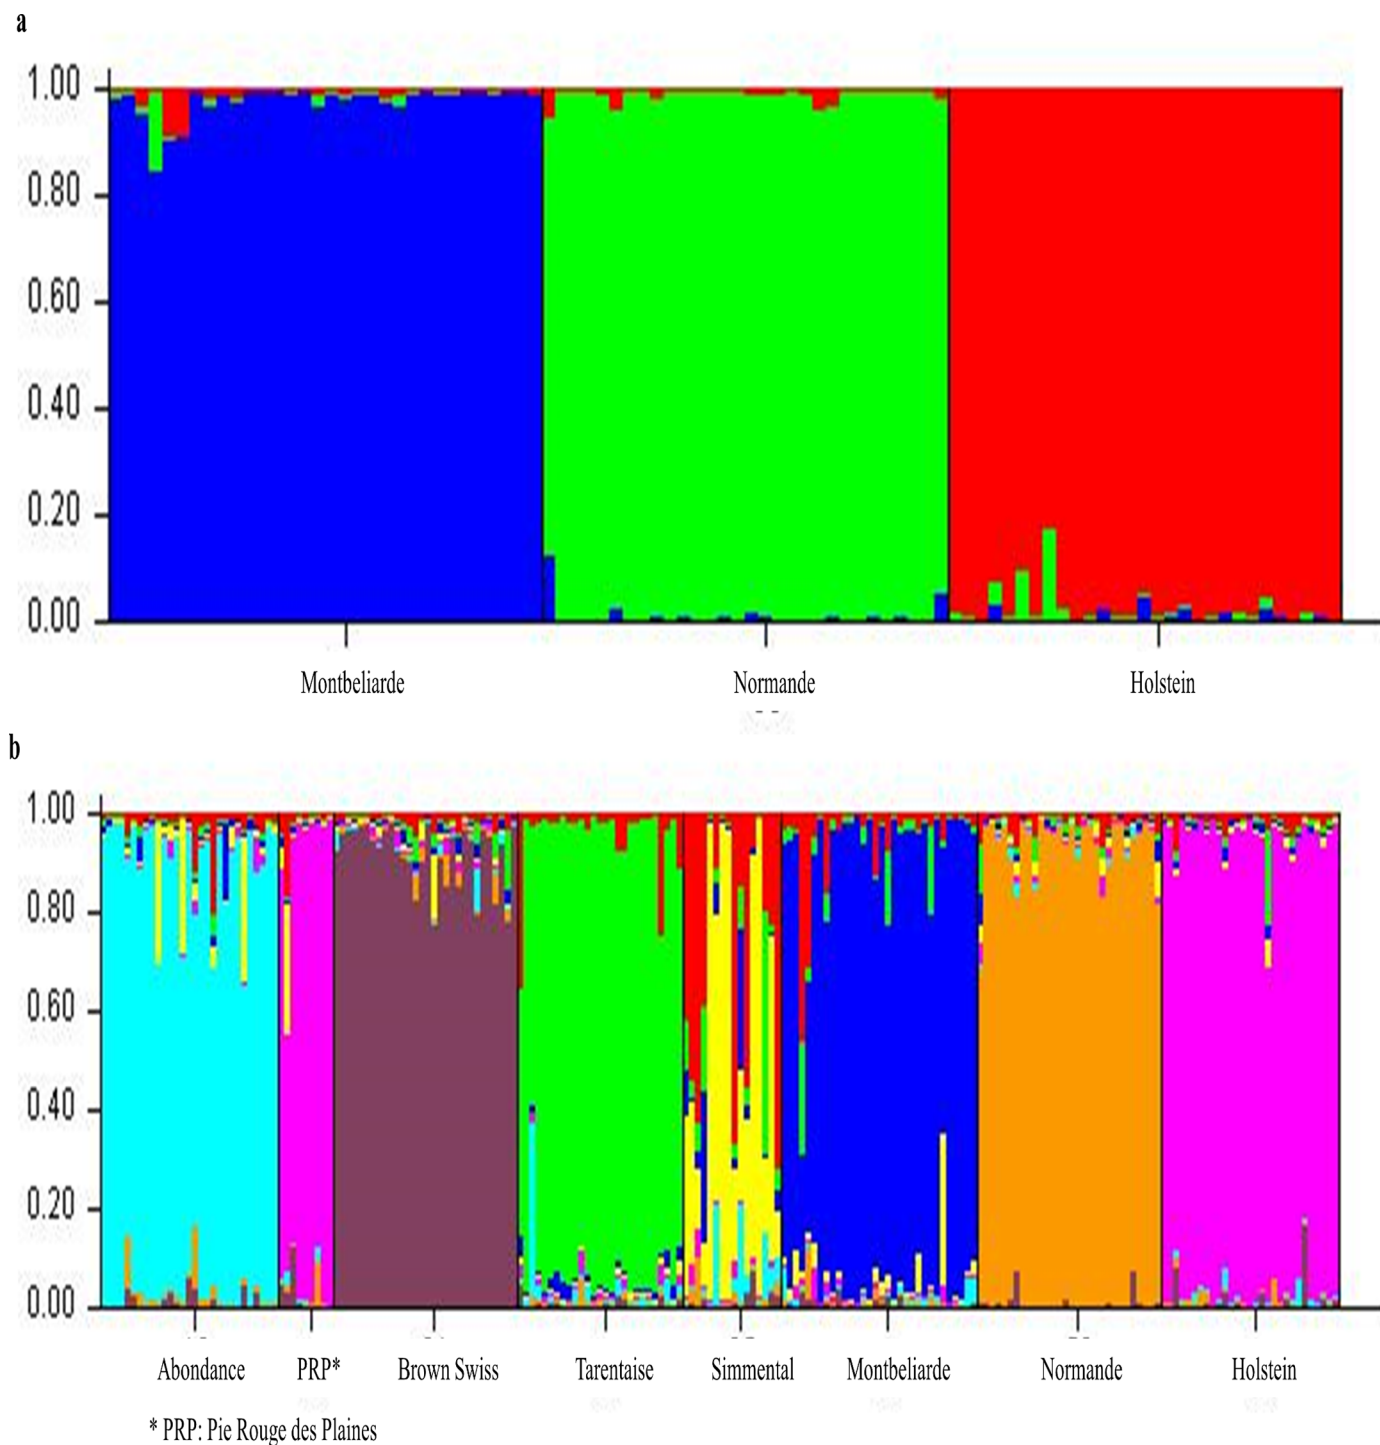 a
1.00
0.80
0.60
0.40
0.20
0.00
Montbeliarde Normande Holstein
b
1.00
0.80
0.60
0.40
0.20
0.00
Abondance PRP* Brown Swiss Tarentaise Simmental Montbeliarde Normande Holstein
* PRP: Pie Rouge des Plaines